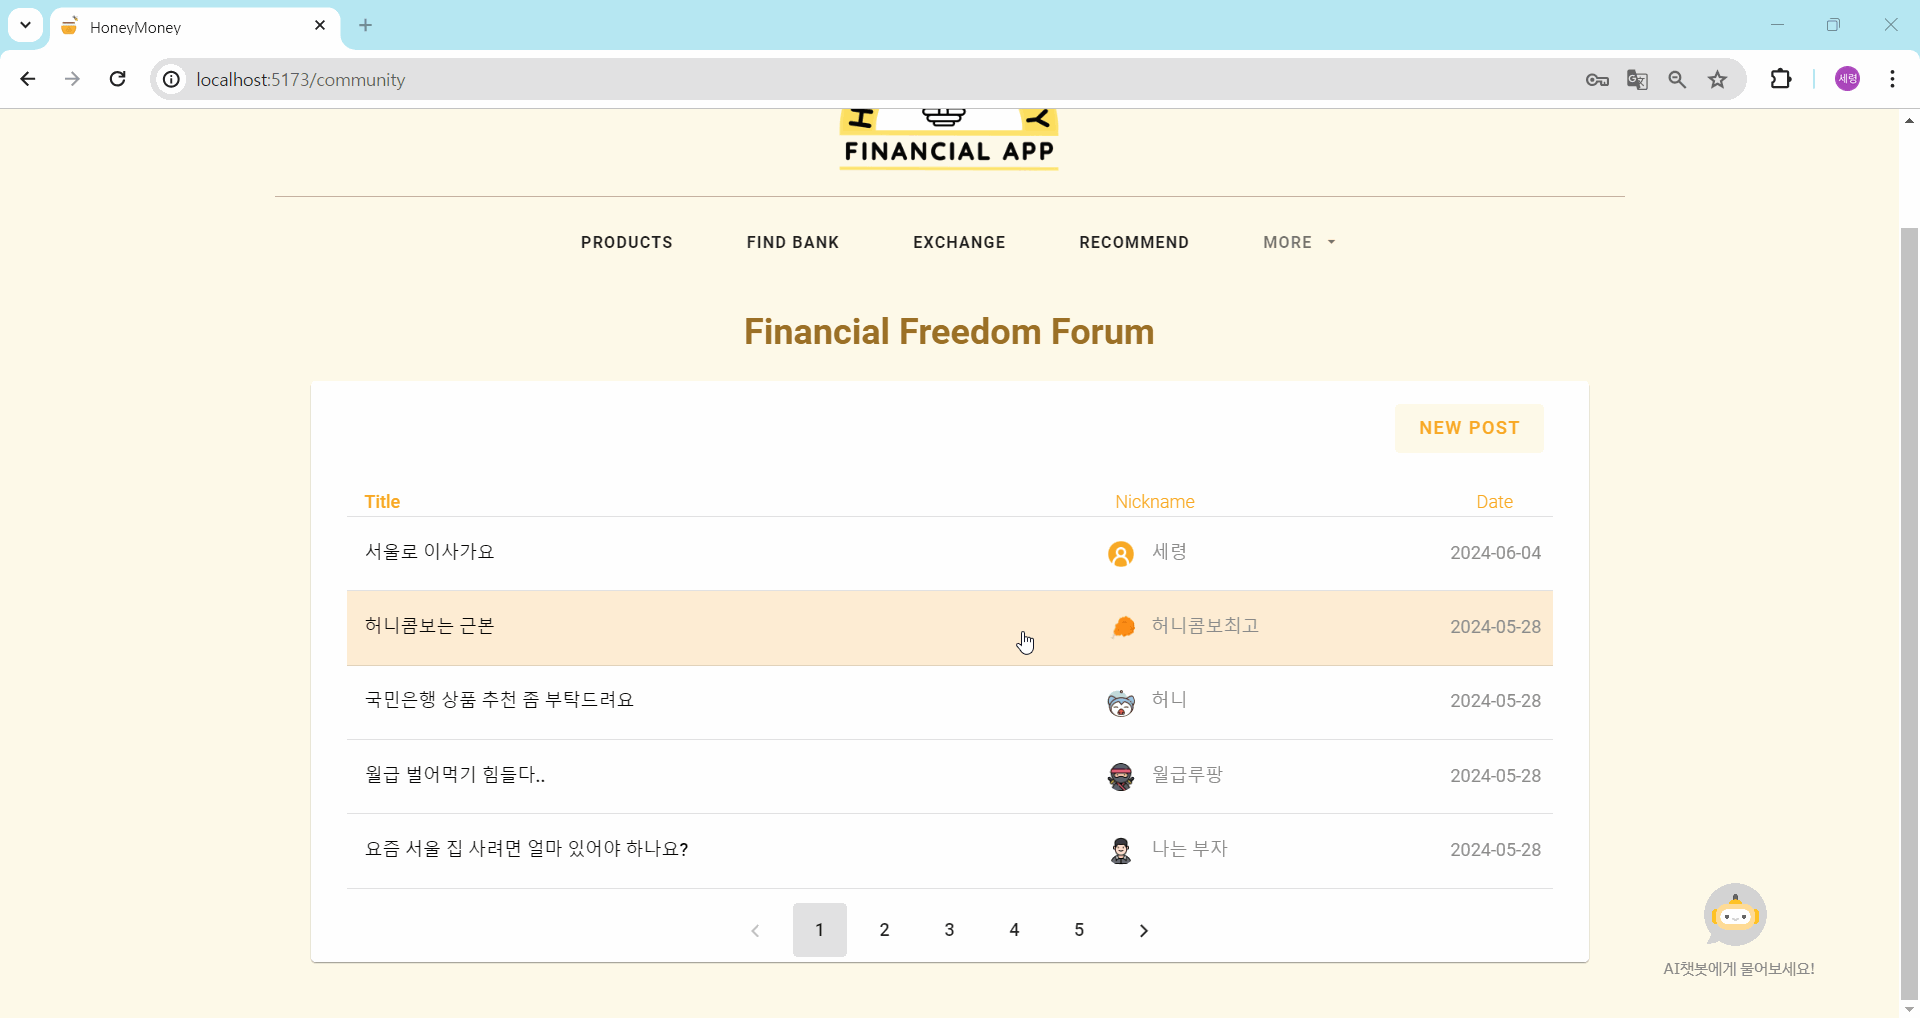 HoneyMoney
localhost:5173/community
세령
H Y
FINANCIAL APP
PRODUCTS FIND BANK EXCHANGE RECOMMEND MORE
Financial Freedom Forum
NEW POST
Title Nickname Date
서울로 이사가요 세령 2024-06-04
허니콤보는 근본 허니콤보최고 2024-05-28
국민은행 상품 추천 좀 부탁드려요 허니 2024-05-28
월급 벌어먹기 힘들다.. 월급루팡 2024-05-28
요즘 서울 집 사려면 얼마 있어야 하나요? 나는 부자 2024-05-28
1 2 3 4 5
AI챗봇에게 물어보세요!